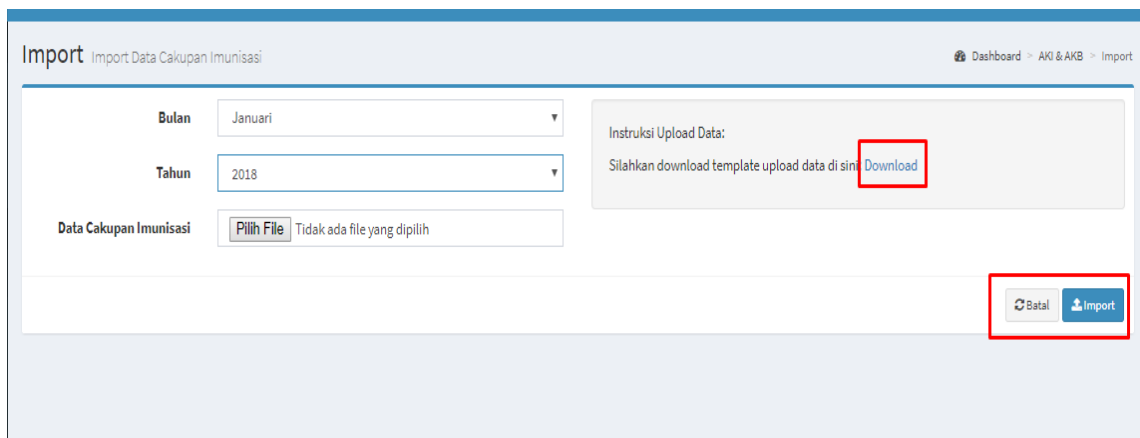 Import Import Data Cakupan Imunisasi
Dashboard > AKI & AKB > Import
Bulan Januari
Tahun 2018
Data Cakupan Imunisasi Pilih File Tidak ada file yang dipilih
Instruksi Upload Data:
Silahkan download template upload data di sini Download
Batal Import